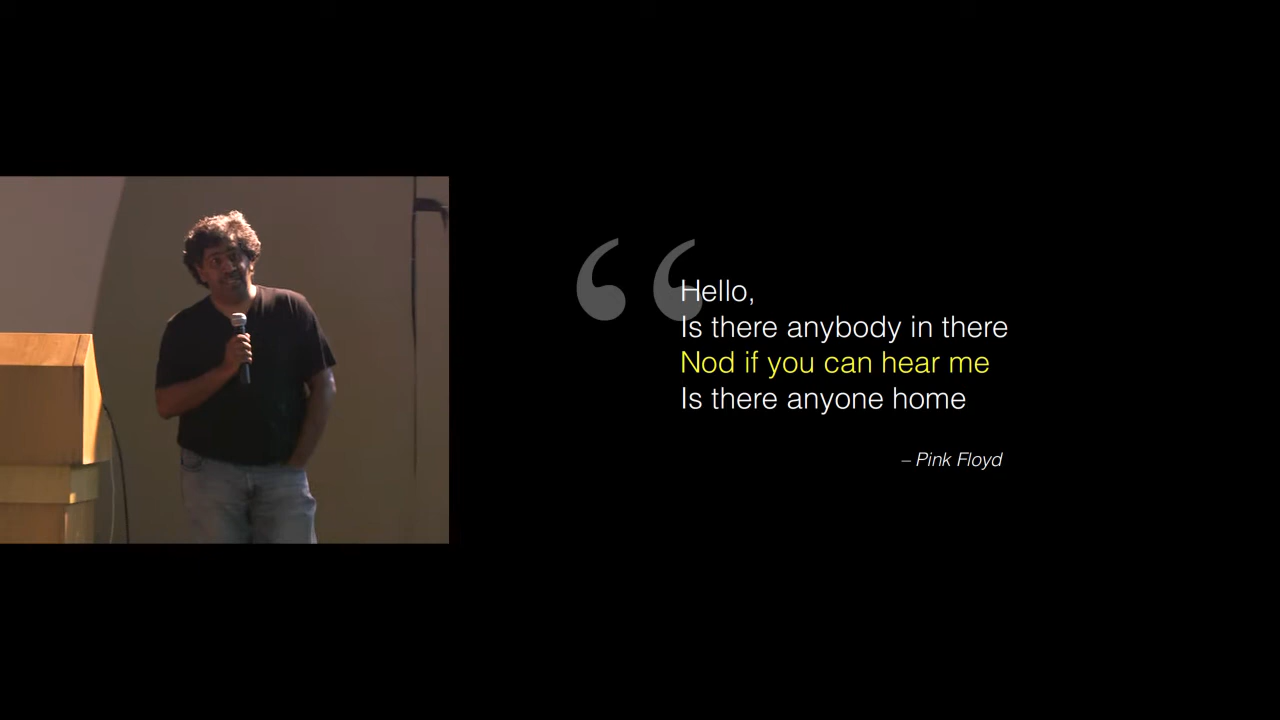 Hello,
Is there anybody in there
Nod if you can hear me
Is there anyone home
– Pink Floyd